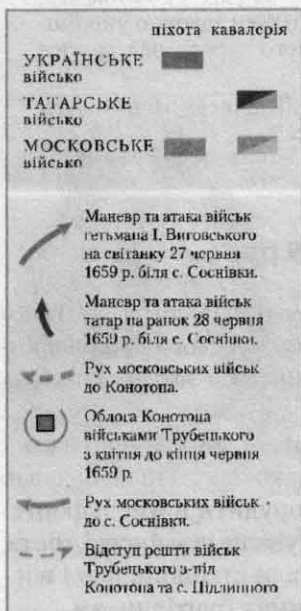 піхота кавалерія
УКРАЇНСЬКЕ
військо
ТАТАРСЬКЕ
військо
МОСКОВСЬКЕ
військо
Маневр та атака військ
гетьмана І. Виговського
на світанку 27 червня
1659 р. біля с. Соснівки.
Маневр та атака військ
татар на ранок 28 червня
1659 р. біля с. Соснівки.
Рух московських військ
до Конотопа.
Облога Конотопа
військами Трубецького
з квітня до кінця червня
1659 р.
Рух московських військ
до с. Соснівки.
Відступ решти військ
Трубецького з-під
Конотопа та с. Підлинного